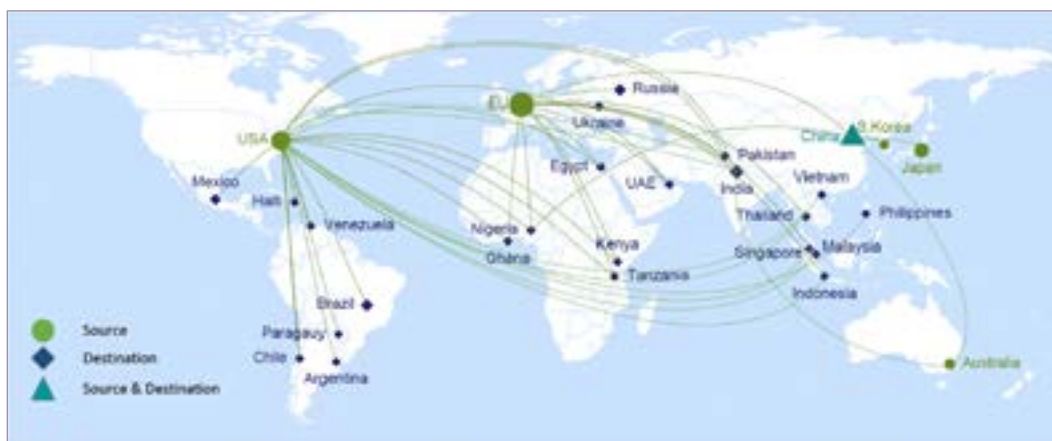 EU
Russia
Ukraine
USA
China
S.Korea
Japan
Egypt
Pakistan
Mexico
UAE
India
Vietnam
Haiti
Venezuela
Nigeria
Ghana
Kenya
Tanzania
Thailand
Philippines
Singapore
Malaysia
Indonesia
Brazil
Paragauy
Chile
Argentina
Australia
Source
Destination
Source & Destination